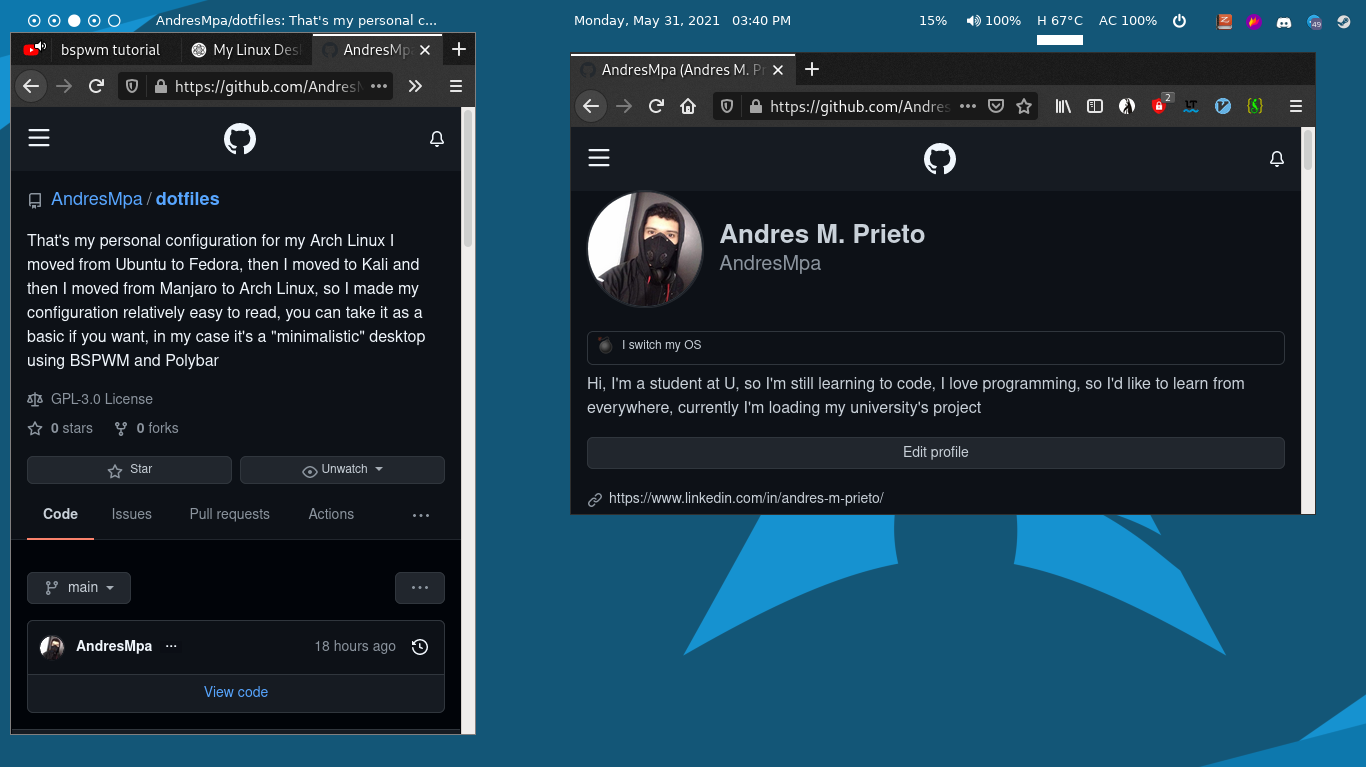 AndresMpa/dotfiles: That's my personal c...
Monday, May 31, 2021 03:40 PM
15% 100% H 67°C AC 100%
49
bspwm tutorial
My Linux Des
AndresMp
https://github.com/AndresM
AndresMpa / dotfiles
That's my personal configuration for my Arch Linux I
moved from Ubuntu to Fedora, then I moved to Kali and
then I moved from Manjaro to Arch Linux, so I made my
configuration relatively easy to read, you can take it as a
basic if you want, in my case it's a "minimalistic" desktop
using BSPWM and Polybar
GPL-3.0 License
0 stars 0 forks
Star Unwatch
Code Issues Pull requests Actions ...
main ...
AndresMpa ... 18 hours ago
View code
AndresMpa (Andres M. Pr
https://github.com/Andres
2
LT
Andres M. Prieto
AndresMpa
I switch my OS
Hi, I'm a student at U, so I'm still learning to code, I love programming, so I'd like to learn from
everywhere, currently I'm loading my university's project
Edit profile
https://www.linkedin.com/in/andres-m-prieto/